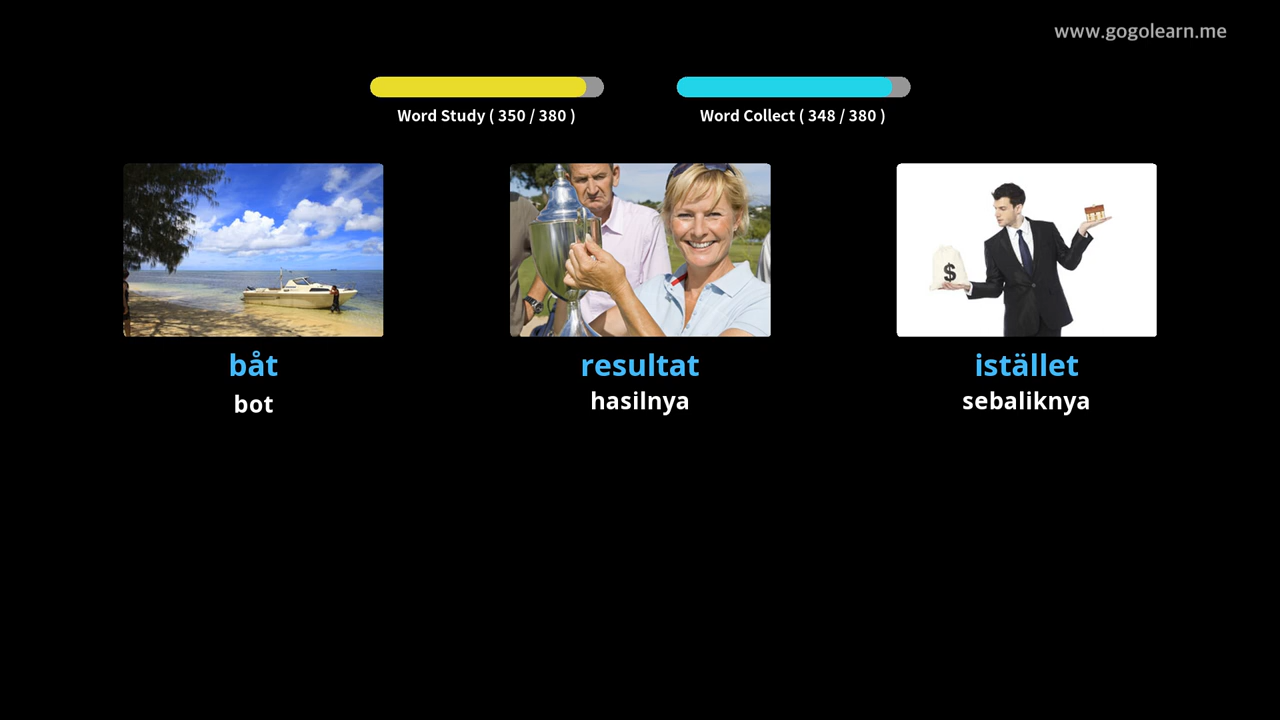 www.gogolearn.me
Word Study ( 350 / 380 )
Word Collect ( 348 / 380 )
båt
bot
resultat
hasilnya
istället
sebaliknya
$